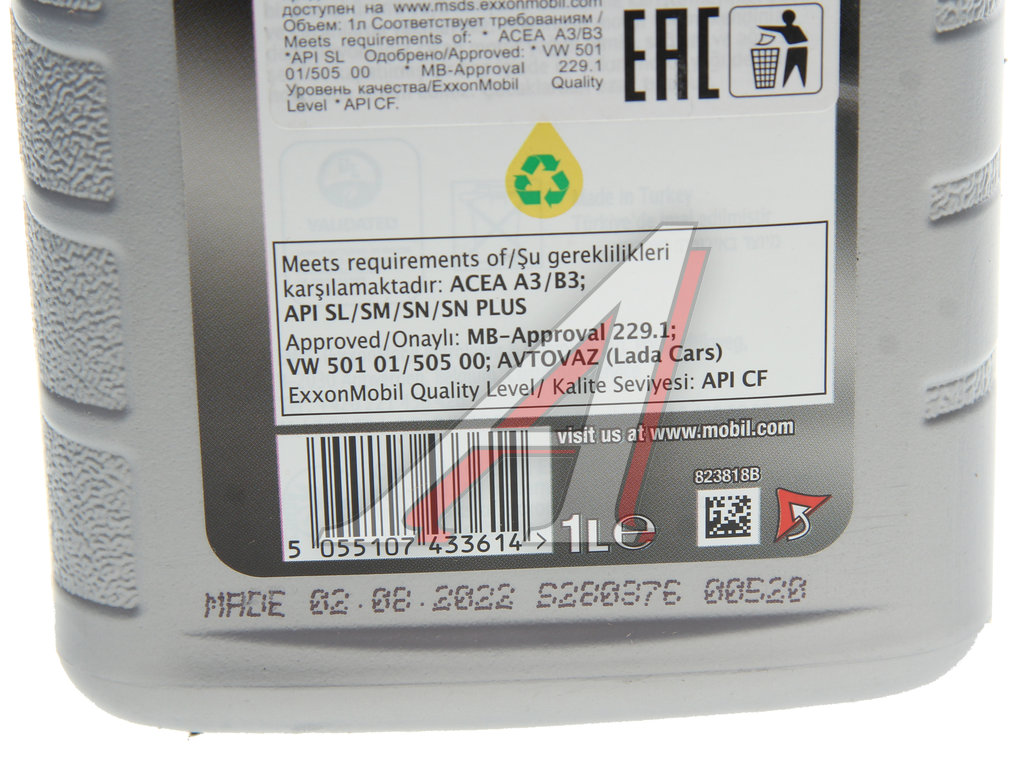 доступен на www.msds.exxonmobil.com
Объем: 1л Соответствует требованиям /
Meets requirements of: * ACEA A3/B3
*API SL Одобрено/Approved: * VW 501
01/505 00 * MB-Approval 229.1
Уровень качества/ExxonMobil Quality
Level * API CF.
EAC
VALIDATED
Made in Turkey
Meets requirements of/Şu gereklilikleri
karşılamaktadır: ACEA A3/B3;
API SL/SM/SN/SN PLUS
Approved/Onaylı: MB-Approval 229.1;
VW 501 01/505 00; AVTOVAZ (Lada Cars)
ExxonMobil Quality Level/ Kalite Seviyesi: API CF
visit us at www.mobil.com
823818B
5 055107 433614 >
1L e
MADE 02.08.2022 S280376 00520